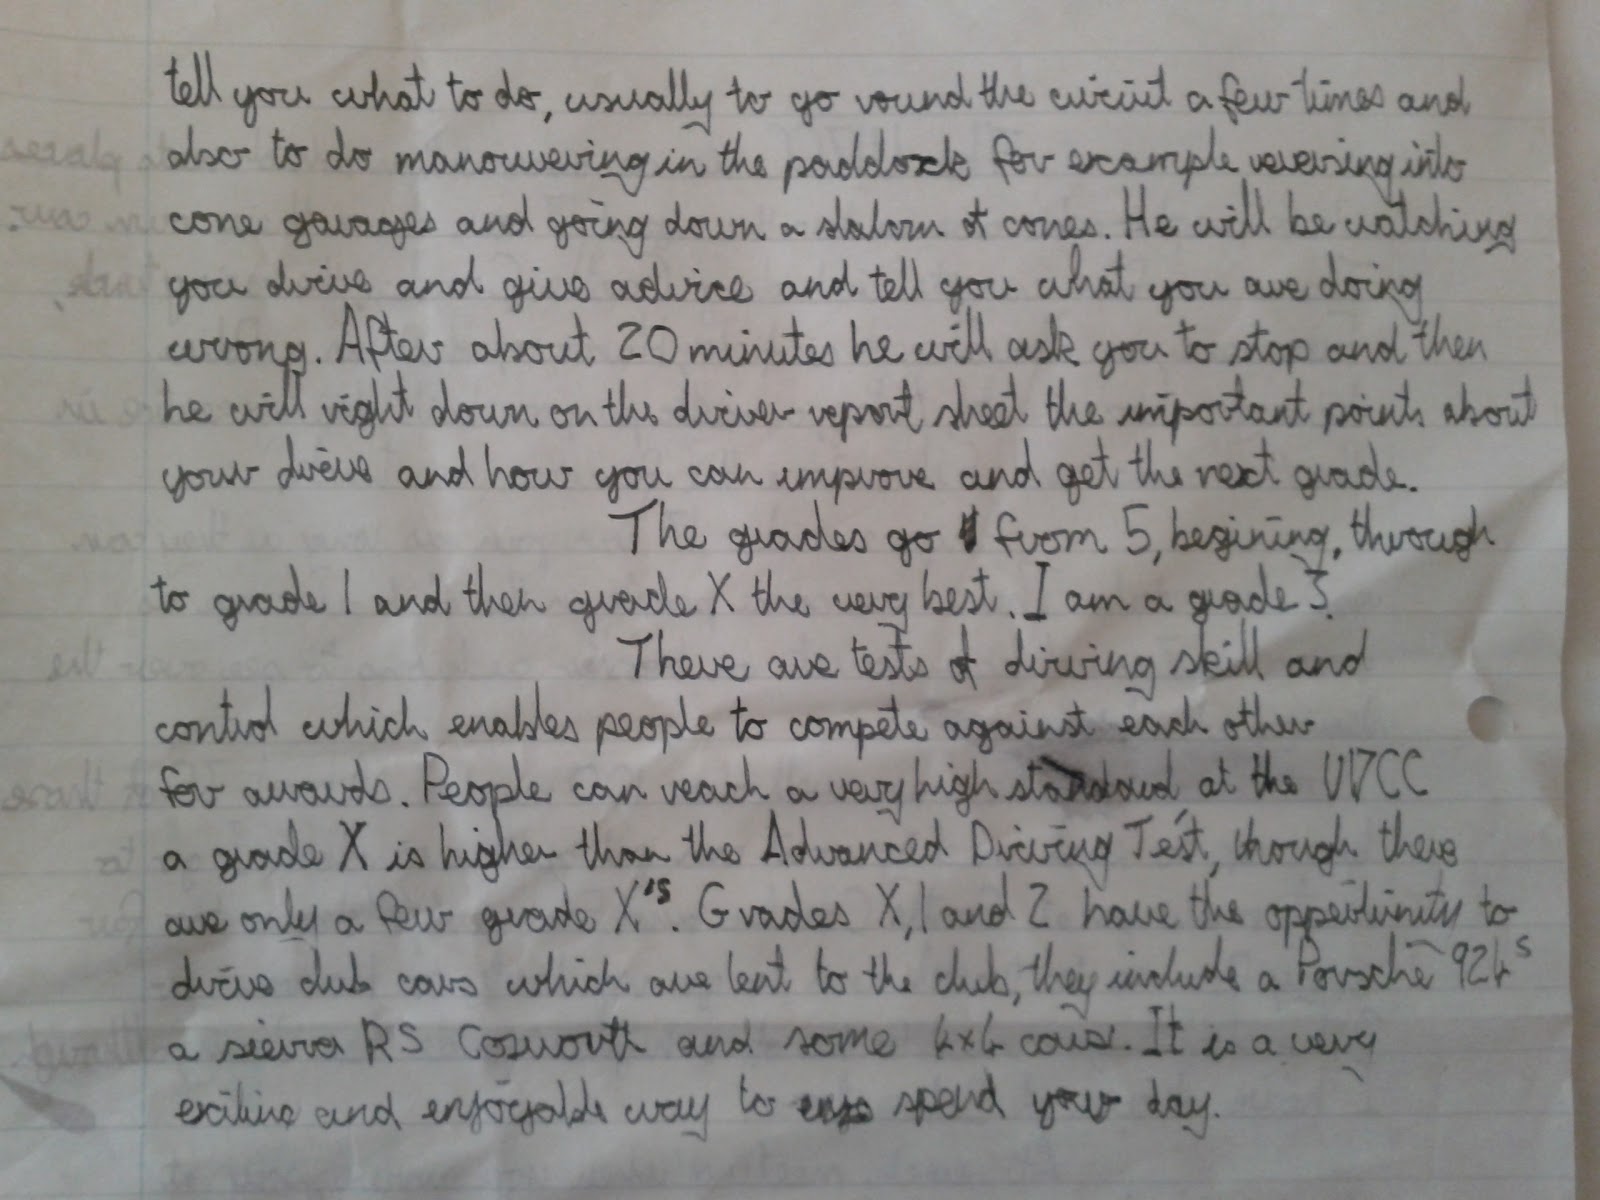 tell you what to do, usually to go round the circuit a few times and
also to do manouvering in the paddock for example reversing into
cone garages and going down a slalom of cones. He will be watching
you drive and give advice and tell you what you are doing
wrong. After about 20 minutes he will ask you to stop and then
he will right down on the driver report sheet the important points about
your drive and how you can improve and get the next grade.
The grades go from 5, begining, through
to grade 1 and then grade X the very best. I am a grade 3.
There are tests of driving skill and
control which enables people to compete against each other
for awards. People can reach a very high standard at the U17CC
a grade X is higher than the Advanced Driving Test, though there
are only a few grade X's. Grades X, 1 and 2 have the oppertunity to
drive club cars which are lent to the club, they include a Porsche 924s
a sierra RS Cosworth and some 4x4 cars. It is a very
and enjoyable way to spend your day.